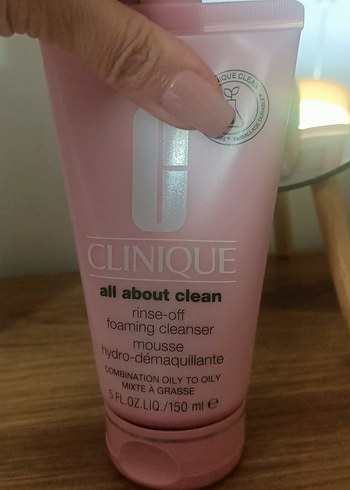 CLINIQUE
all about clean
rinse-off
foaming cleanser
mousse
hydro-démaquillante
COMBINATION OILY TO OILY
MIXTE À GRASSE
5 FL.OZ.LIQ./150 ml e